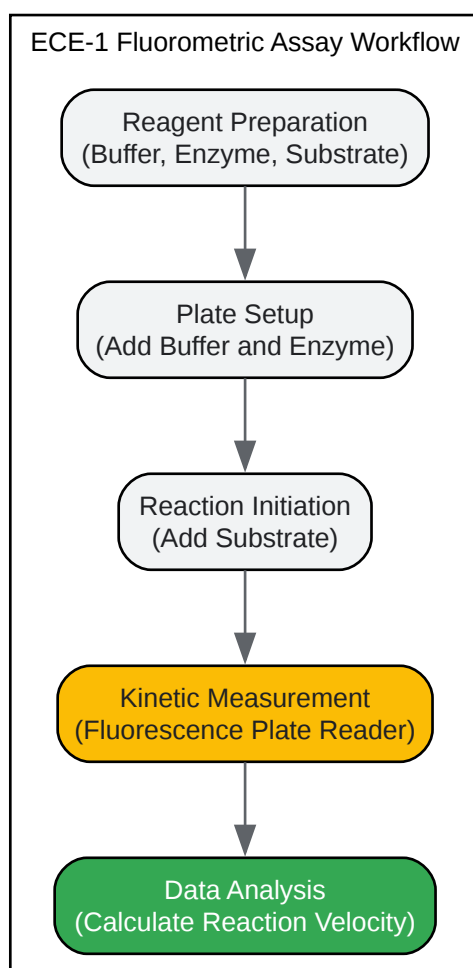 ECE-1 Fluorometric Assay Workflow
Reagent Preparation
(Buffer, Enzyme, Substrate)
Plate Setup
(Add Buffer and Enzyme)
Reaction Initiation
(Add Substrate)
Kinetic Measurement
(Fluorescence Plate Reader)
Data Analysis
(Calculate Reaction Velocity)